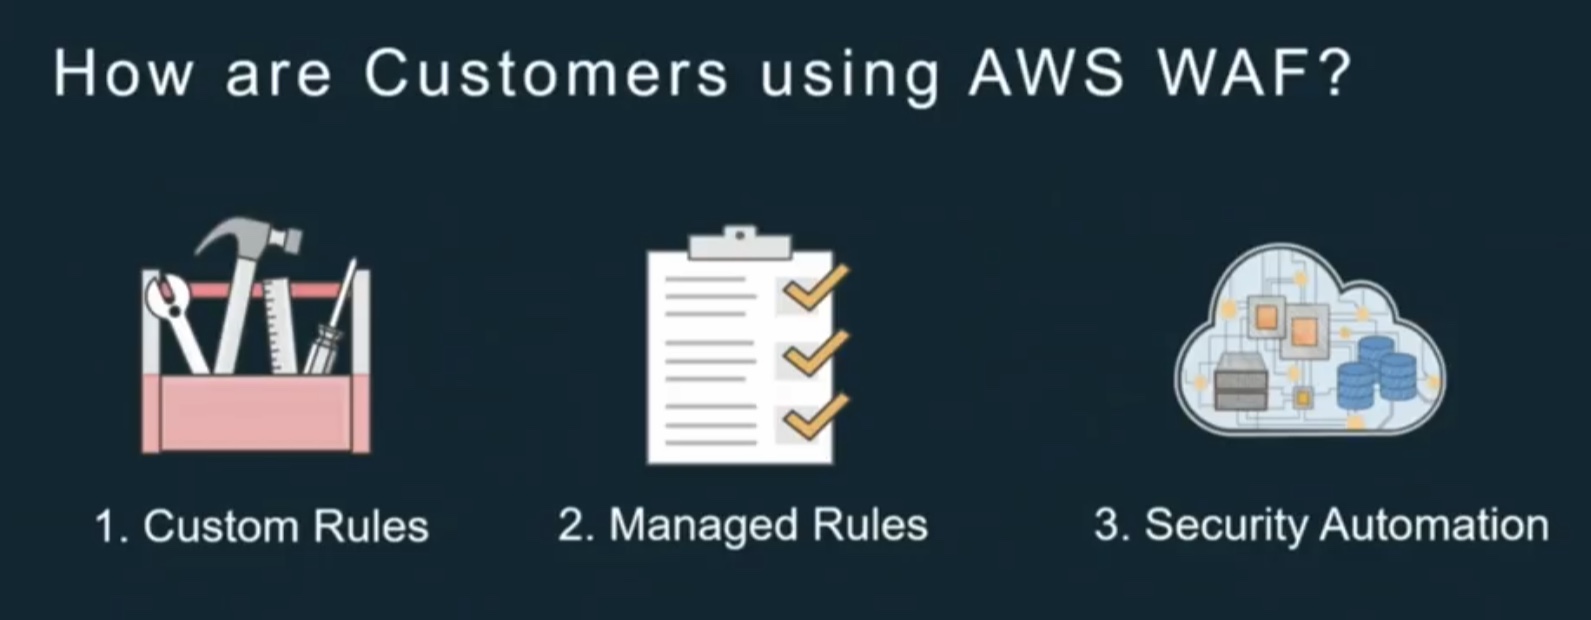 How are Customers using AWS WAF?
1. Custom Rules
2. Managed Rules
3. Security Automation